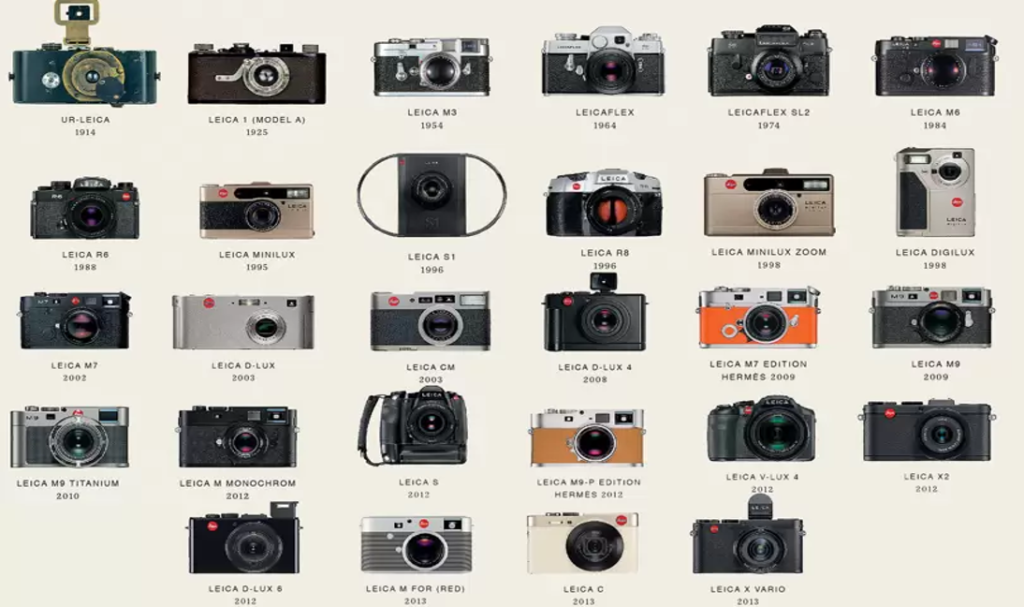 UR-LEICA
1914
LEICA 1 (MODEL A)
1925
LEICA M3
1954
LEICAFLEX
1964
LEICAFLEX SL2
1974
LEICA M6
1984
LEICA R6
1988
LEICA MINILUX
1995
LEICA S1
1996
LEICA R8
1996
LEICA MINILUX ZOOM
1998
LEICA DIGILUX
1998
LEICA M7
2002
LEICA D-LUX
2003
LEICA CM
2003
LEICA D-LUX 4
2008
LEICA M7 EDITION
HERMÈS 2009
LEICA M9
2009
LEICA M9 TITANIUM
2010
LEICA M MONOCHROM
2012
LEICA S
2012
LEICA M9-P EDITION
HERMÈS 2012
LEICA V-LUX 4
2012
LEICA X2
2012
LEICA D-LUX 6
2012
LEICA M FOR (RED)
2013
LEICA C
2013
LEICA X VARIO
2013